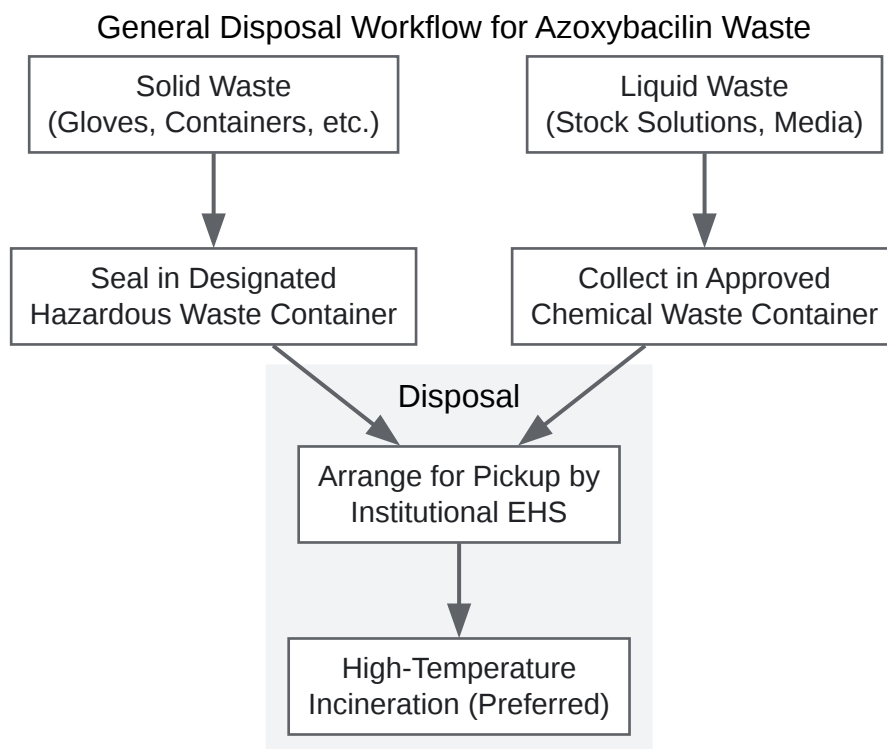 General Disposal Workflow for Azoxybacilin Waste
Solid Waste
(Gloves, Containers, etc.)
Liquid Waste
(Stock Solutions, Media)
Seal in Designated
Hazardous Waste Container
Collect in Approved
Chemical Waste Container
Disposal
Arrange for Pickup by
Institutional EHS
High-Temperature
Incineration (Preferred)